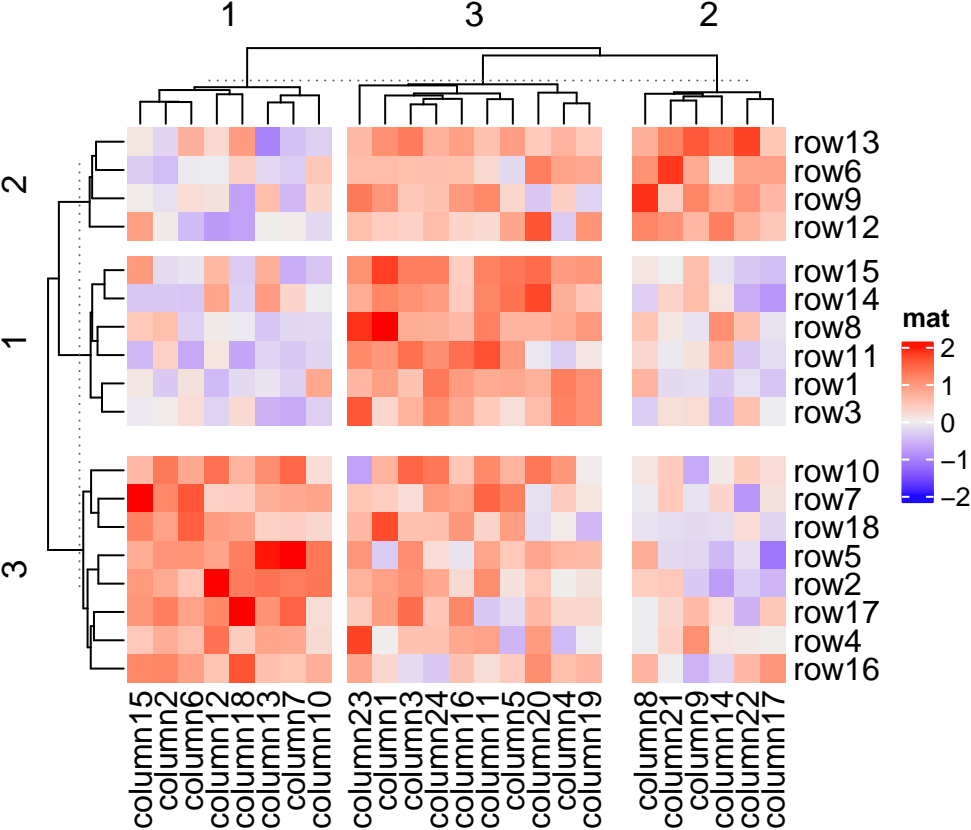 1 3 2
2
row13
row6
row9
row12
1
row15
row14
row8
row11
row1
row3
3
row10
row7
row18
row5
row2
row17
row4
row16
mat
2
1
0
−1
−2
column15
column2
column6
column12
column18
column13
column7
column10
column23
column1
column3
column24
column16
column11
column5
column20
column4
column19
column8
column21
column9
column14
column22
column17